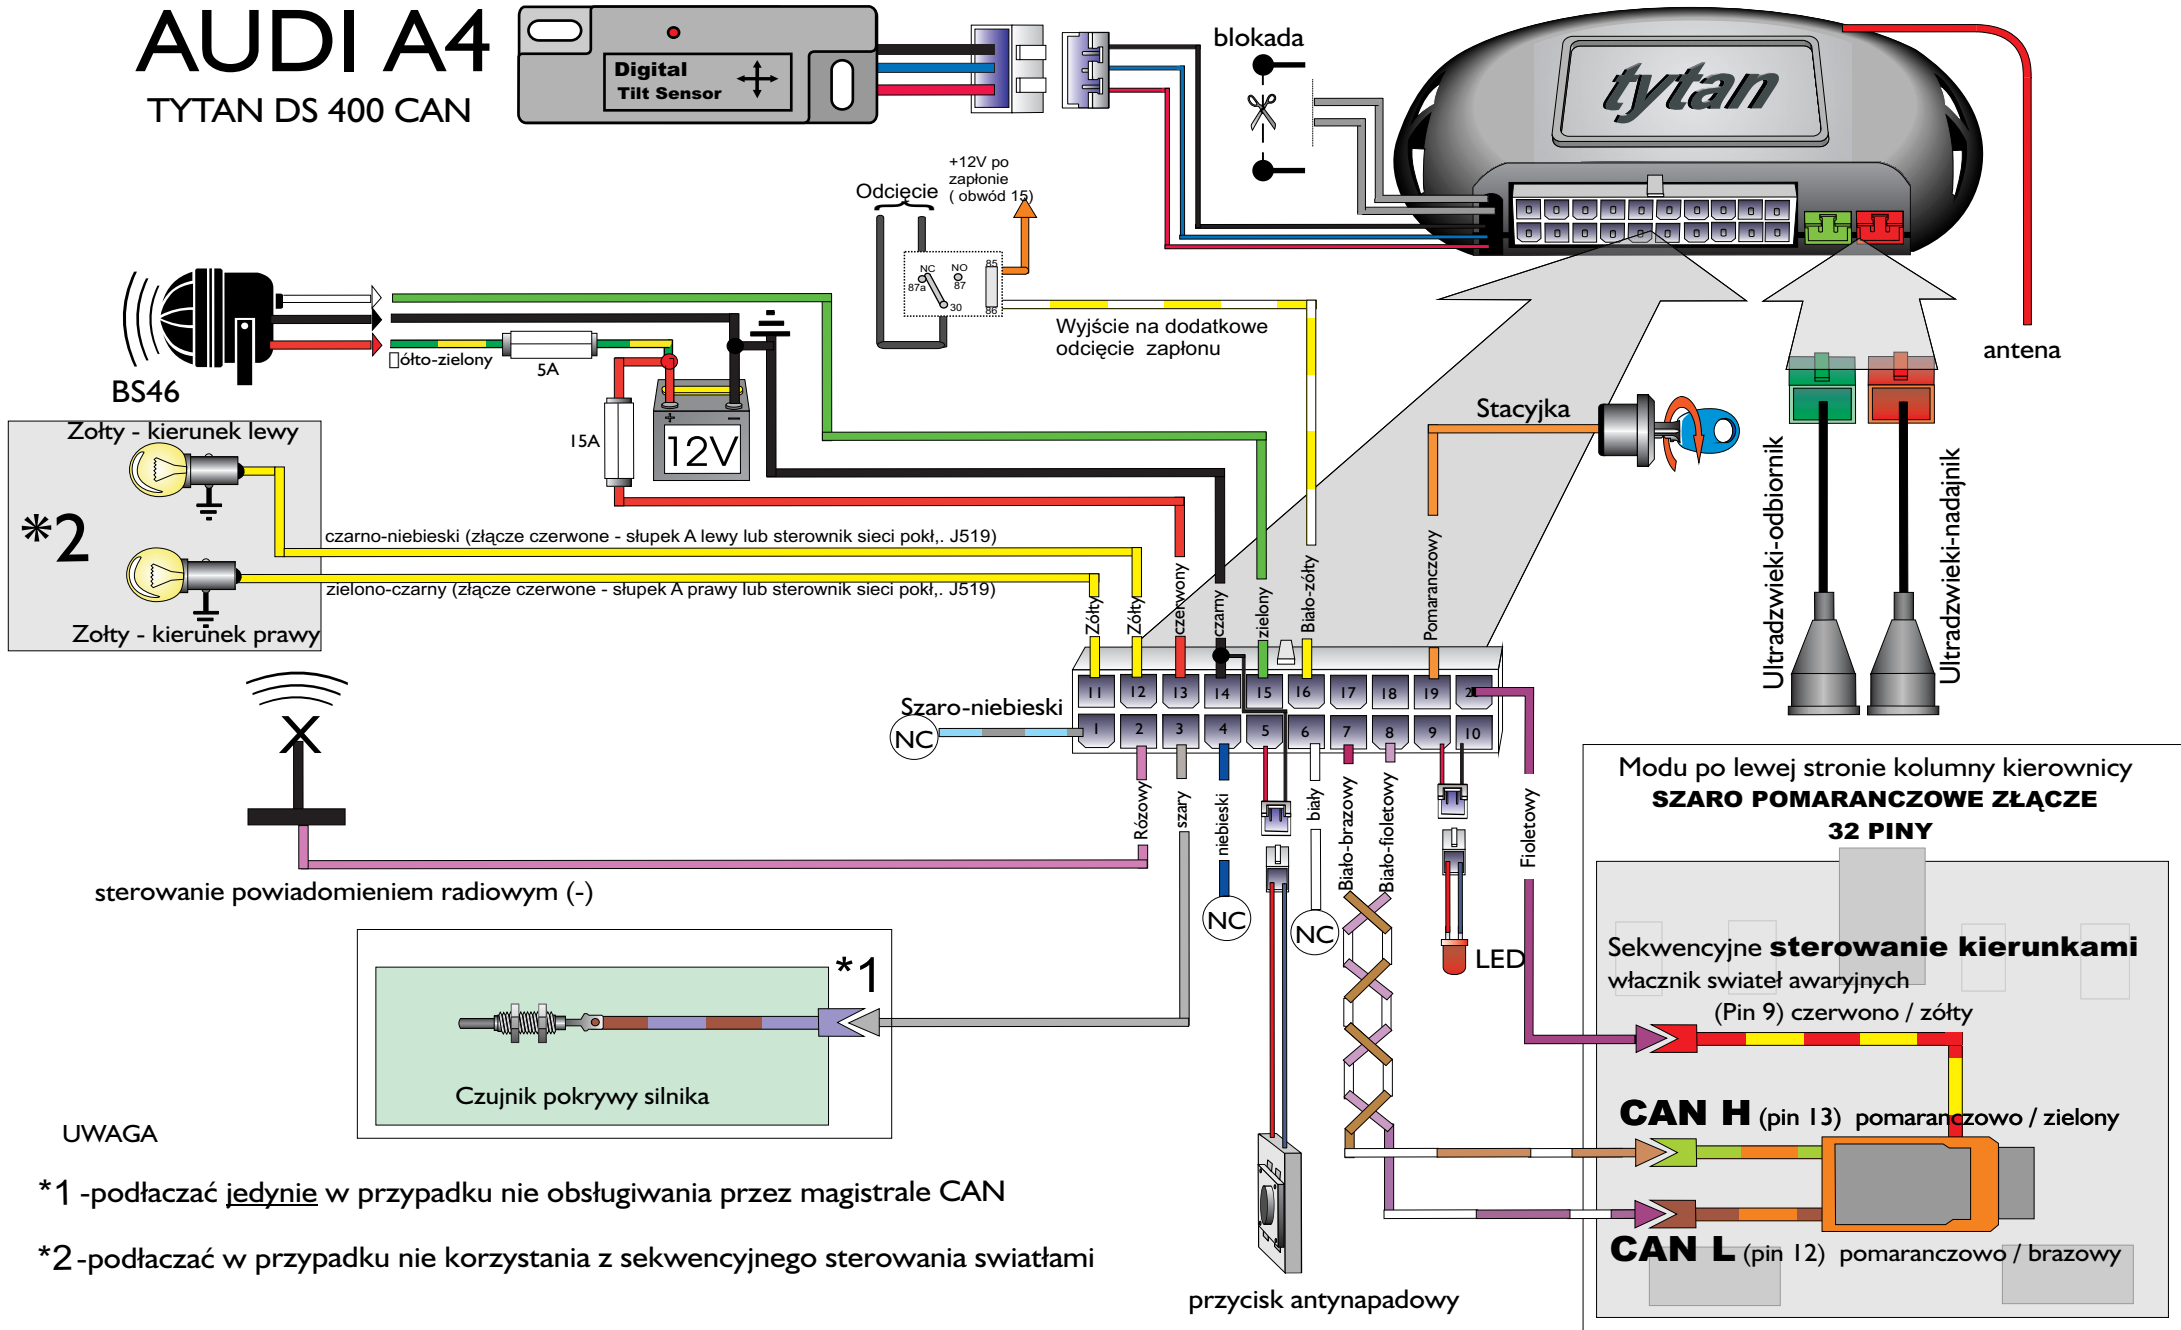 AUDI A4
TYTAN DS 400 CAN
Digital
Tilt Sensor
blokada
tytan
antena
+12V po
zapłonie
( obwód 15)
Odcięcie
NC
NO
87a
87
30
85
86
Wyjście na dodatkowe
odcięcie zapłonu
BS46
ółto-zielony
5A
15A
+
−
12V
Stacyjka
Ultradzwieki-odbiornik
Ultradzwieki-nadajnik
Zołty - kierunek lewy
*2
Zołty - kierunek prawy
czarno-niebieski (złącze czerwone - słupek A lewy lub sterownik sieci pokł,. J519)
zielono-czarny (złącze czerwone - słupek A prawy lub sterownik sieci pokł,. J519)
Zółty
Zółty
czerwony
czarny
zielony
Biało-zółty
Pomaranczowy
11 12 13 14 15 16 17 18 19
1 2 3 4 5 6 7 8 9 10
Szaro-niebieski
NC
Rózowy
szary
niebieski
biały
Biało-brazowy
Biało-fioletowy
Fioletowy
NC
NC
LED
sterowanie powiadomieniem radiowym (-)
*1
Czujnik pokrywy silnika
przycisk antynapadowy
Modu po lewej stronie kolumny kierownicy
SZARO POMARANCZOWE ZŁĄCZE
32 PINY
Sekwencyjne sterowanie kierunkami
włacznik swiateł awaryjnych
(Pin 9) czerwono / zółty
CAN H (pin 13) pomaranczowo / zielony
CAN L (pin 12) pomaranczowo / brazowy
UWAGA
*1 -podłaczać jedynie w przypadku nie obsługiwania przez magistrale CAN
*2 -podłaczać w przypadku nie korzystania z sekwencyjnego sterowania swiatłami